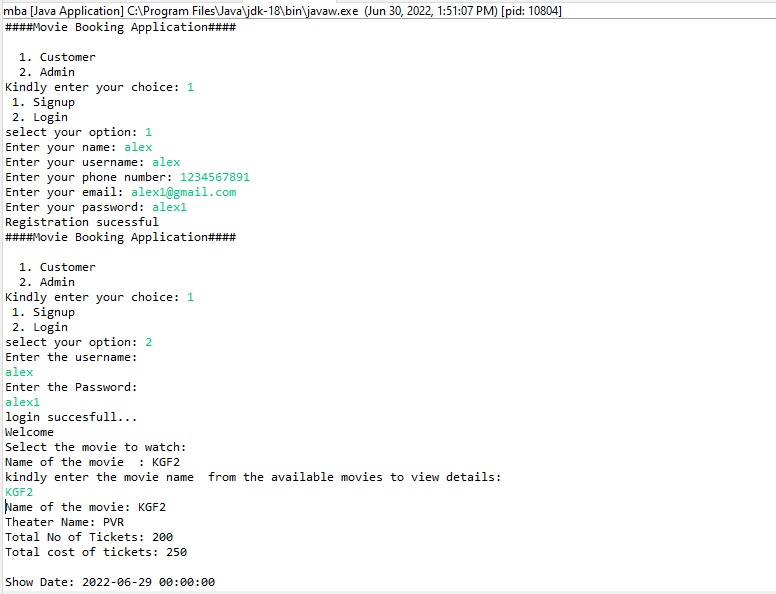 mba [Java Application] C:\Program Files\Java\jdk-18\bin\javaw.exe (Jun 30, 2022, 1:51:07 PM) [pid: 10804]
####Movie Booking Application####
1. Customer
2. Admin
Kindly enter your choice: 1
1. Signup
2. Login
select your option: 1
Enter your name: alex
Enter your username: alex
Enter your phone number: 1234567891
Enter your email: alex1@gmail.com
Enter your password: alex1
Registration sucessful
####Movie Booking Application####
1. Customer
2. Admin
Kindly enter your choice: 1
1. Signup
2. Login
select your option: 2
Enter the username:
alex
Enter the Password:
alex1
login succesfull...
Welcome
Select the movie to watch:
Name of the movie  : KGF2
kindly enter the movie name  from the available movies to view details:
KGF2
Name of the movie: KGF2
Theater Name: PVR
Total No of Tickets: 200
Total cost of tickets: 250
Show Date: 2022-06-29 00:00:00